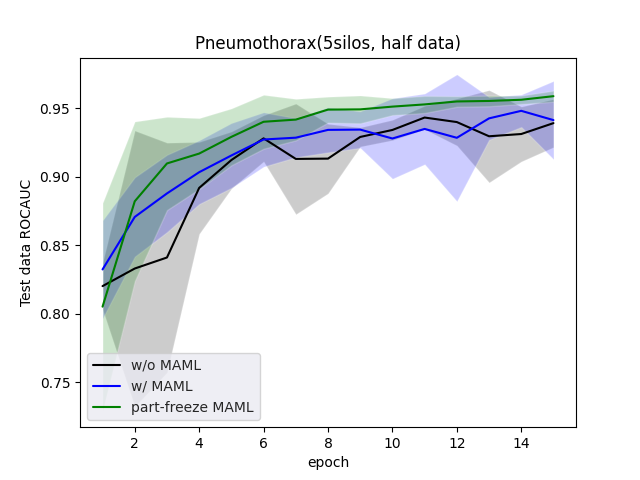 Pneumothorax(5silos, half data)
Test data ROCAUC
0.95
0.90
0.85
0.80
0.75
w/o MAML
w/ MAML
part-freeze MAML
2 4 6 8 10 12 14
epoch